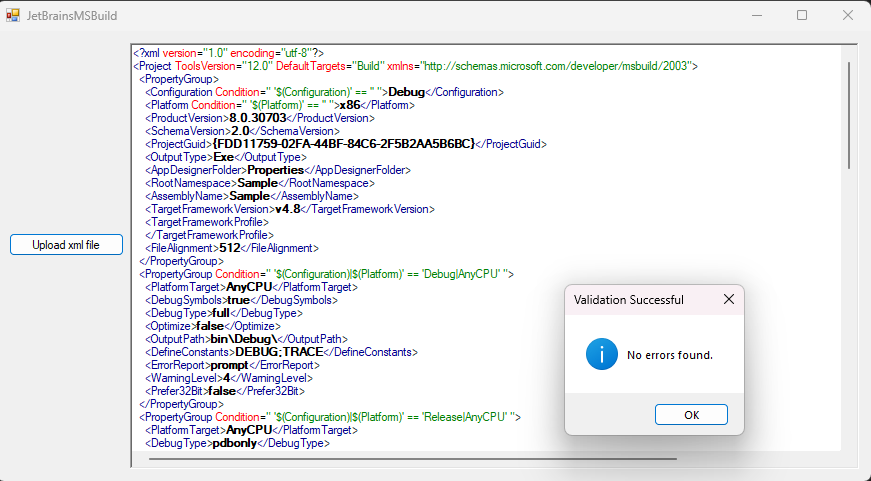 JetBrainsMSBuild
Upload xml file
<?xml version="1.0" encoding="utf-8"?>
<Project ToolsVersion="12.0" DefaultTargets="Build" xmlns="http://schemas.microsoft.com/developer/msbuild/2003">
<PropertyGroup>
<Configuration Condition=" '$(Configuration)' == '' ">Debug</Configuration>
<Platform Condition=" '$(Platform)' == '' ">x86</Platform>
<ProductVersion>8.0.30703</ProductVersion>
<SchemaVersion>2.0</SchemaVersion>
<ProjectGuid>{FDD11759-02FA-44BF-84C6-2F5B2AA5B6BC}</ProjectGuid>
<OutputType>Exe</OutputType>
<AppDesignerFolder>Properties</AppDesignerFolder>
<RootNamespace>Sample</RootNamespace>
<AssemblyName>Sample</AssemblyName>
<TargetFrameworkVersion>v4.8</TargetFrameworkVersion>
<TargetFrameworkProfile>
</TargetFrameworkProfile>
<FileAlignment>512</FileAlignment>
</PropertyGroup>
<PropertyGroup Condition=" '$(Configuration)|$(Platform)' == 'Debug|AnyCPU' ">
<PlatformTarget>AnyCPU</PlatformTarget>
<DebugSymbols>true</DebugSymbols>
<DebugType>full</DebugType>
<Optimize>false</Optimize>
<OutputPath>bin\Debug\</OutputPath>
<DefineConstants>DEBUG;TRACE</DefineConstants>
<ErrorReport>prompt</ErrorReport>
<WarningLevel>4</WarningLevel>
<Prefer32Bit>false</Prefer32Bit>
</PropertyGroup>
<PropertyGroup Condition=" '$(Configuration)|$(Platform)' == 'Release|AnyCPU' ">
<PlatformTarget>AnyCPU</PlatformTarget>
<DebugType>pdbonly</DebugType>
Validation Successful
No errors found.
OK